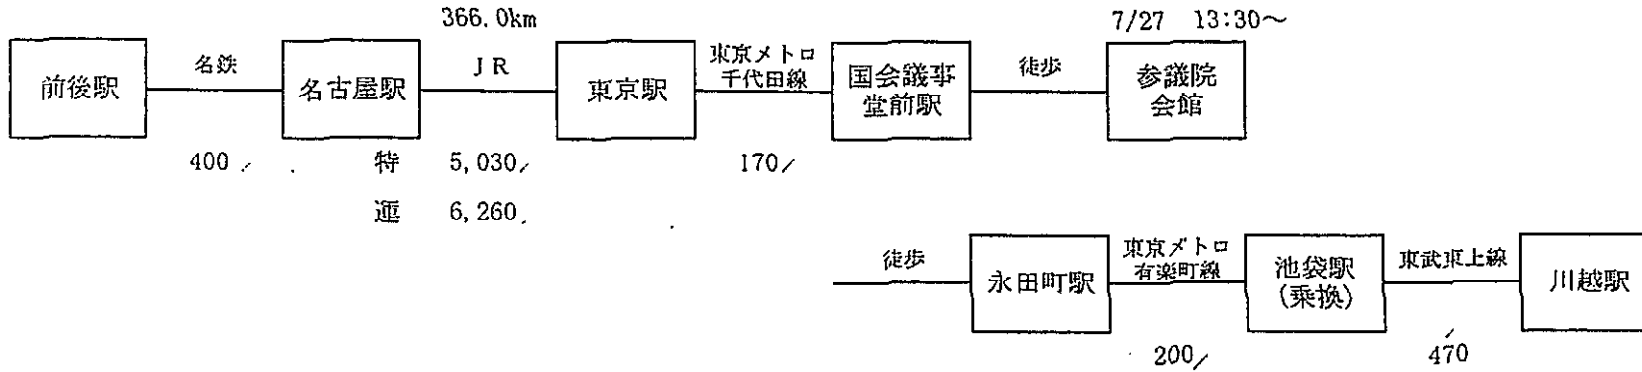 366.0km
7/27 13:30～
前後駅
名鉄
名古屋駅
JR
東京駅
東京メトロ
千代田線
国会議事
堂前駅
徒歩
参議院
会館
400
特 5,030
170
運 6,260
徒歩
永田町駅
東京メトロ
有楽町線
池袋駅
(乗換)
東武東上線
川越駅
200
470